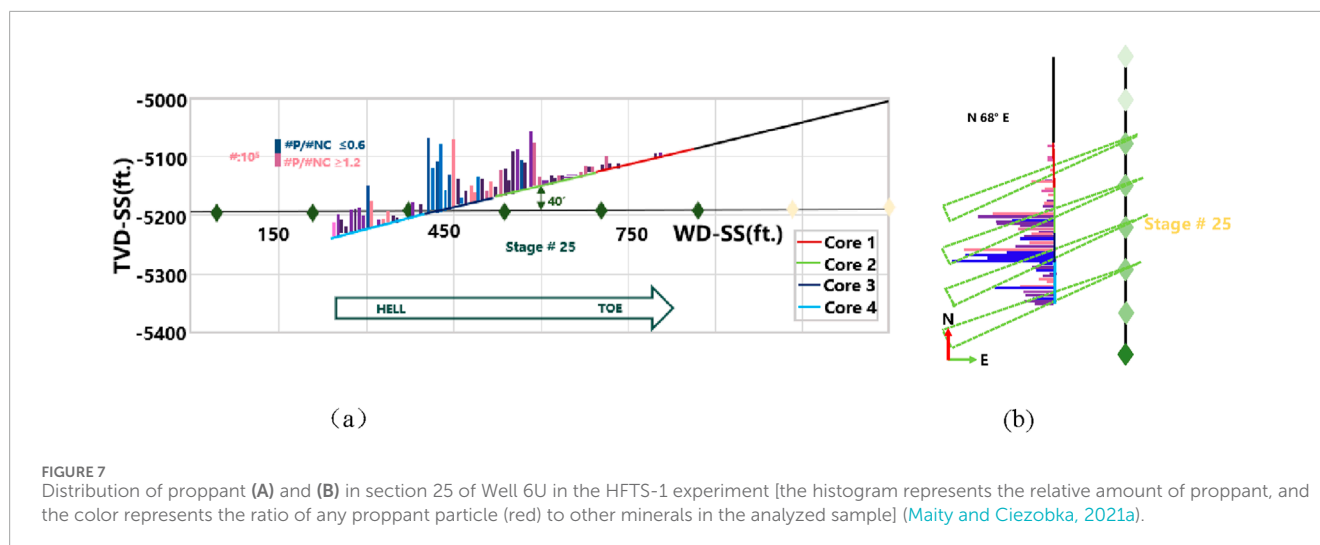 -5000
-5100
-5200
-5300
-5400
TVD-SS(ft.)
#P/#NC ≤0.6
#:10⁵
#P/#NC ≥1.2
40′
150
450
750
WD-SS(ft.)
Stage # 25
Core 1
Core 2
Core 3
Core 4
HELL
TOE
(a)
N 68° E
Stage # 25
N
E
(b)
FIGURE 7
Distribution of proppant (A) and (B) in section 25 of Well 6U in the HFTS-1 experiment [the histogram represents the relative amount of proppant, and
the color represents the ratio of any proppant particle (red) to other minerals in the analyzed sample] (Maity and Ciezobka, 2021a).